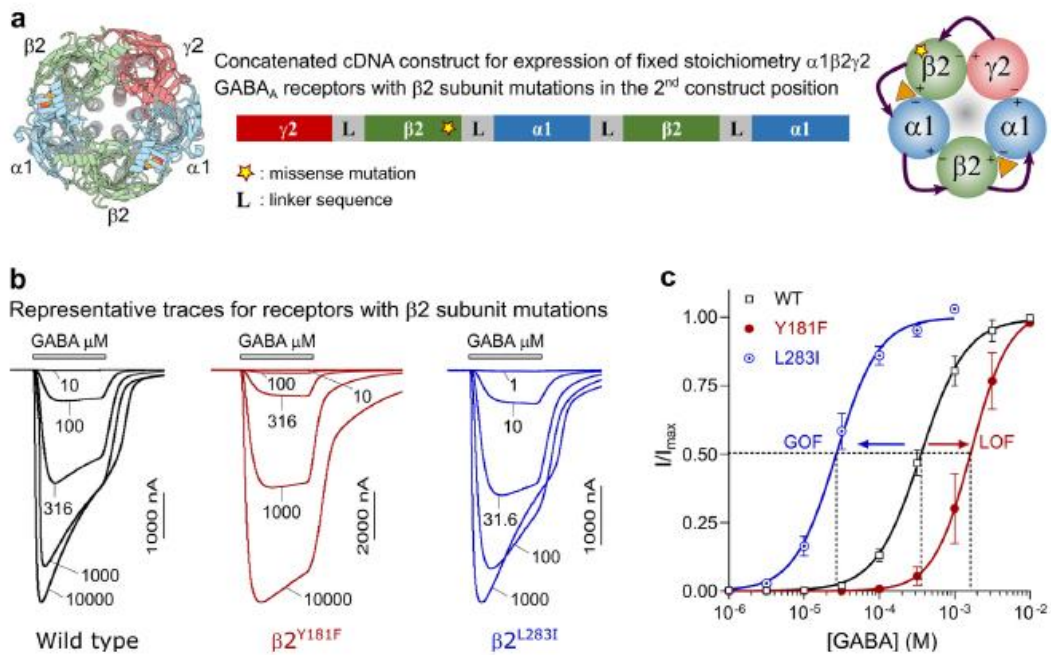 a
β2
γ2
α1
α1
β2
Concatenated cDNA construct for expression of fixed stoichiometry α1β2γ2
GABAA receptors with β2 subunit mutations in the 2nd construct position
γ2 L β2 L α1 L β2 L α1
: missense mutation
L : linker sequence
β2 - + γ2
- + - +
α1 α1
+ - + -
β2
b
Representative traces for receptors with β2 subunit mutations
GABA μM
10
100
316
1000
10000
1000 nA
Wild type
GABA μM
100
10
316
1000
10000
2000 nA
β2Y181F
GABA μM
1
10
31.6
100
1000
1000 nA
β2L283I
c
WT
Y181F
L283I
GOF
LOF
I/Imax
1.00
0.75
0.50
0.25
0.00
10-6 10-5 10-4 10-3 10-2
[GABA] (M)